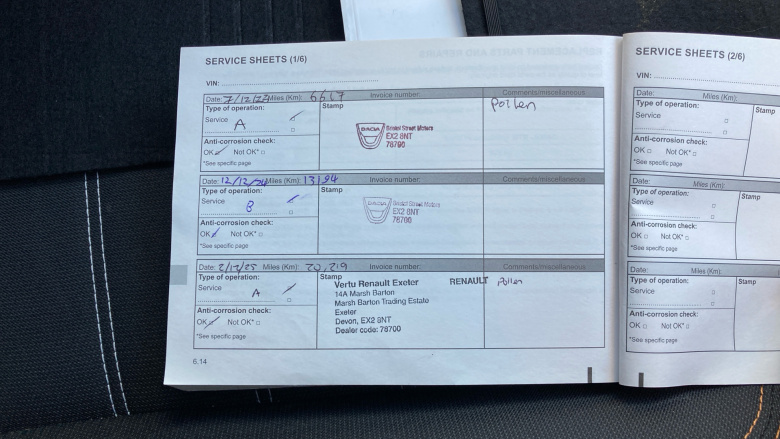 SERVICE SHEETS (1/6)
VIN:
Date: 7/12/23 Miles (Km): 6667 Invoice number: Comments/miscellaneous
Type of operation: Stamp Pollen
Service
A
DACIA Bristol Street Motors
EX2 8NT
78700
Anti-corrosion check:
OK Not OK*
*See specific page
Date: 12/12/24 Miles (Km): 13194 Invoice number: Comments/miscellaneous
Type of operation: Stamp
Service
B
DACIA Bristol Street Motors
EX2 8NT
78700
Anti-corrosion check:
OK Not OK*
*See specific page
Date: 2/12/25 Miles (Km): 20,219 Invoice number: Comments/miscellaneous
Type of operation: Stamp
Service
A
Vertu Renault Exeter RENAULT Pollen
14A Marsh Barton
Marsh Barton Trading Estate
Exeter
Devon, EX2 8NT
Dealer code: 78700
Anti-corrosion check:
OK Not OK*
*See specific page
6.14
SERVICE SHEETS (2/6)
VIN:
Date: Miles (Km):
Type of operation: Stamp
Service
Anti-corrosion check:
OK Not OK*
*See specific page
Date: Miles (Km):
Type of operation: Stamp
Service
Anti-corrosion check:
OK Not OK*
*See specific page
Date: Miles (Km):
Type of operation: Stamp
Service
Anti-corrosion check:
OK Not OK*
*See specific page